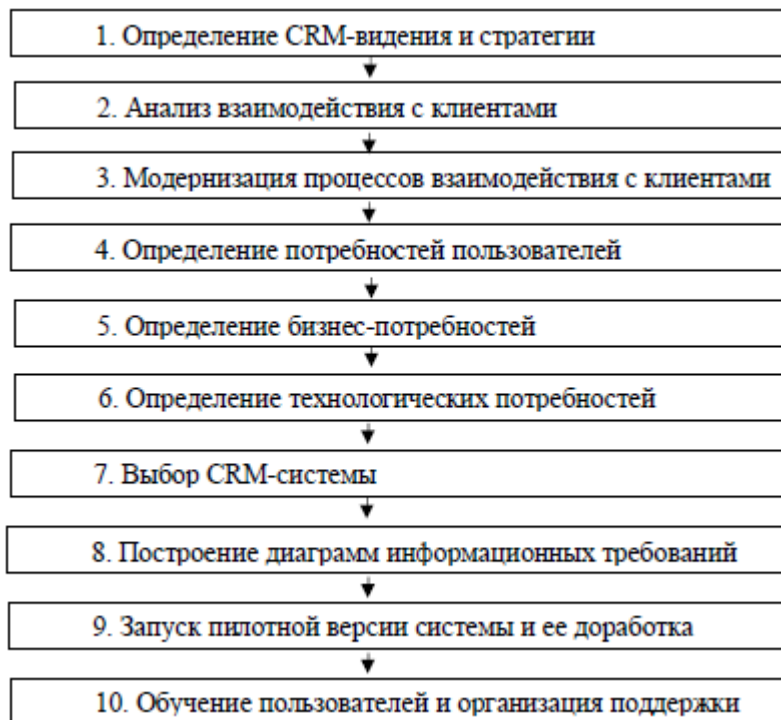 1. Определение CRM-видения и стратегии
2. Анализ взаимодействия с клиентами
3. Модернизация процессов взаимодействия с клиентами
4. Определение потребностей пользователей
5. Определение бизнес-потребностей
6. Определение технологических потребностей
7. Выбор CRM-системы
8. Построение диаграмм информационных требований
9. Запуск пилотной версии системы и ее доработка
10. Обучение пользователей и организация поддержки